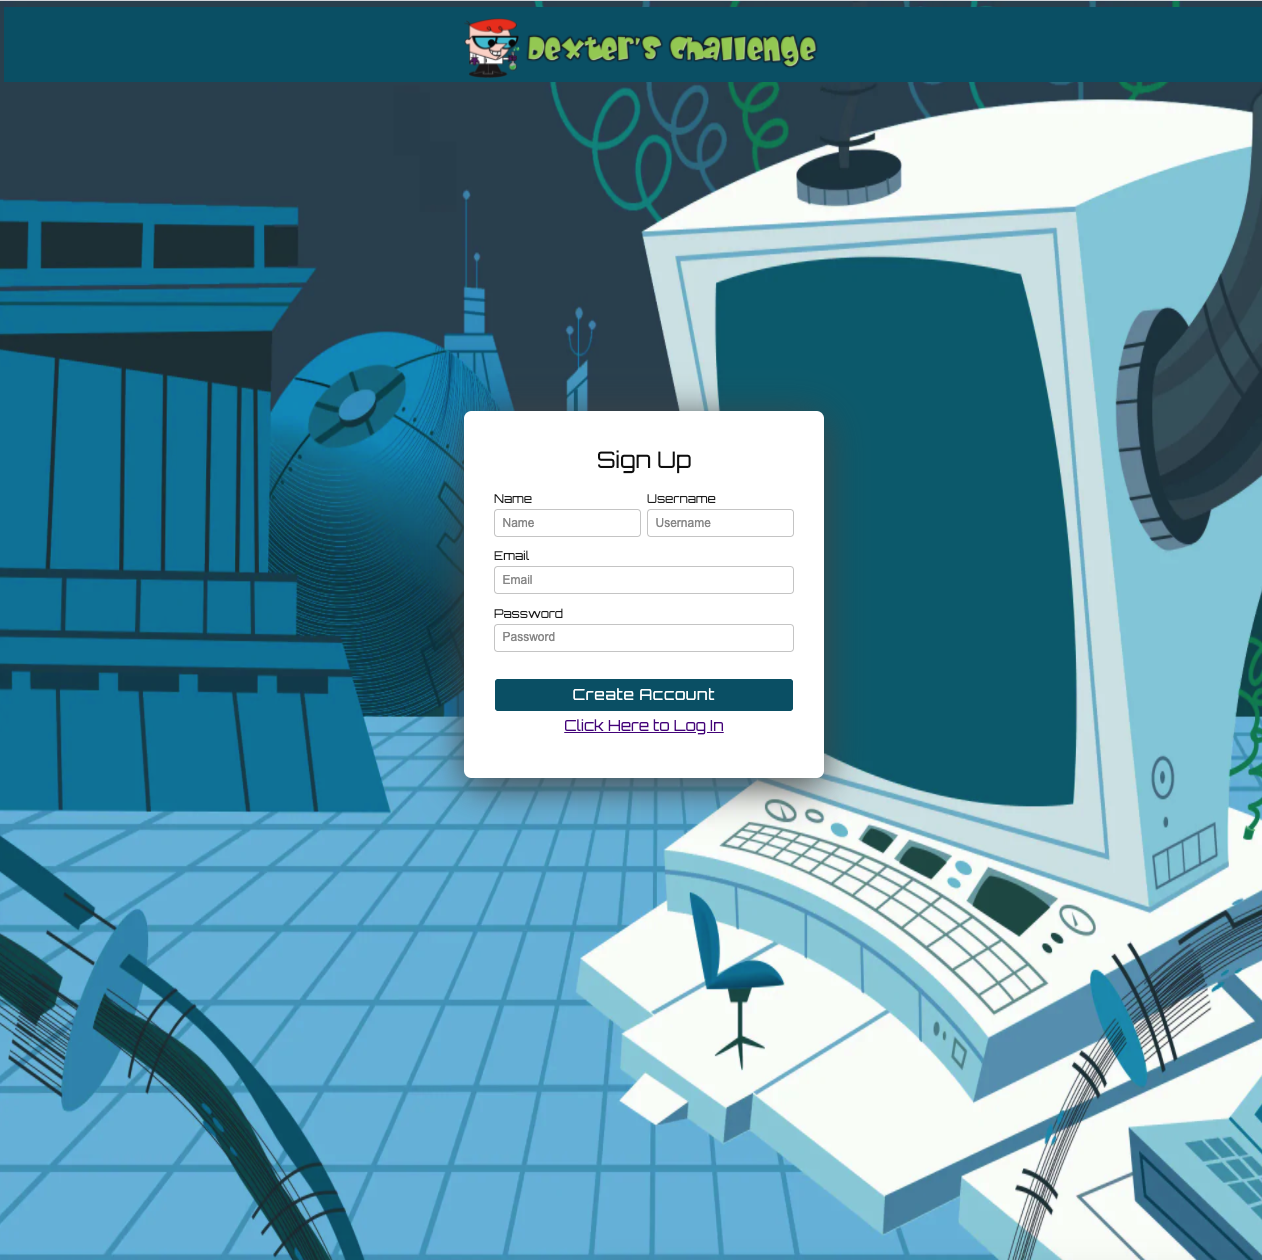 Dexter's Challenge
Sign Up
Name Username
Name Username
Email
Email
Password
Password
Create Account
Click Here to Log In